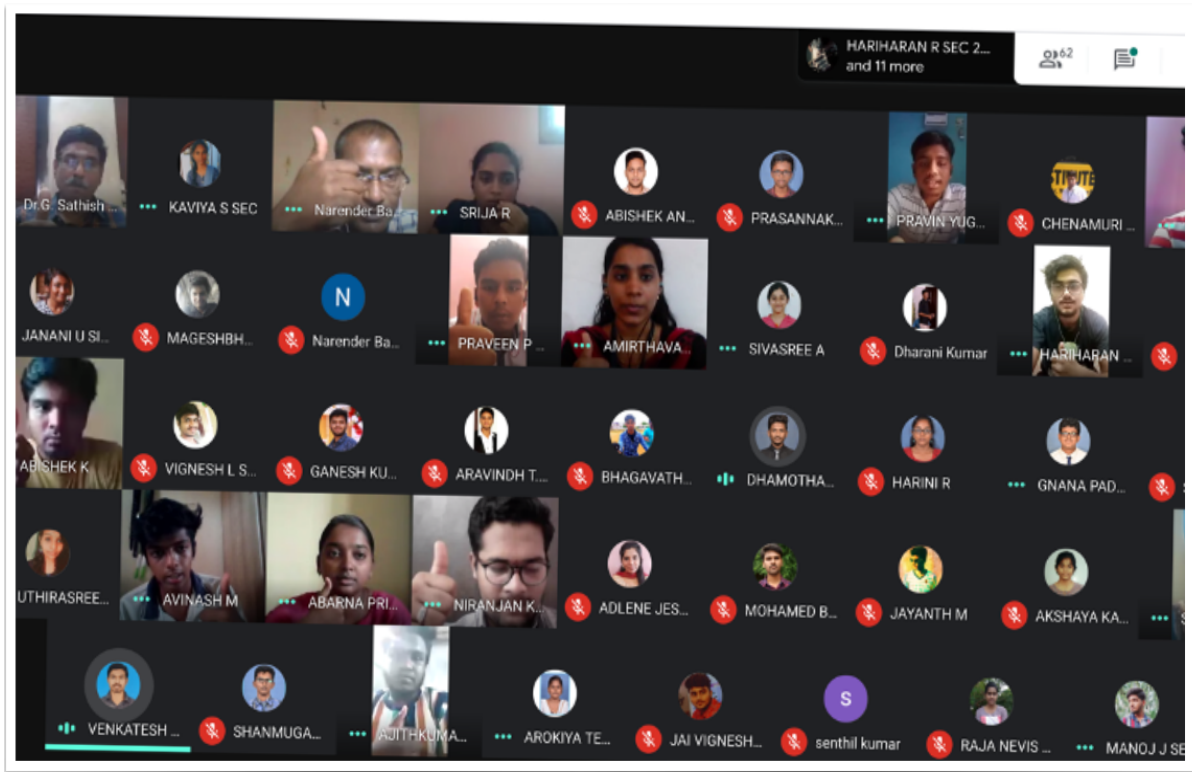 HARIHARAN R SEC 2...
and 11 more
62
Dr.G. Sathish ...
KAVIYA S SEC
Narender Ba...
SRIJA R
ABISHEK AN...
PRASANNAK...
PRAVIN YUG...
STITUTE
CHENAMURI ...
JANANI U SI...
MAGESHBH...
N
Narender Ba...
PRAVEEN P ...
AMIRTHAVA...
SIVASREE A
Dharani Kumar
HARIHARAN ...
ABISHEK K
VIGNESH L S...
GANESH KU...
ARAVINDH T....
BHAGAVATH...
DHAMOTHA...
HARINI R
GNANA PAD...
UTHIRASREE...
AVINASH M
ABARNA PRI...
NIRANJAN K...
ADLENE JES...
MOHAMED B...
JAYANTH M
AKSHAYA KA...
VENKATESH ...
SHANMUGA...
AJITHKUMA...
AROKIYA TE...
JAI VIGNESH...
S
senthil kumar
RAJA NEVIS ...
MANOJ J SE